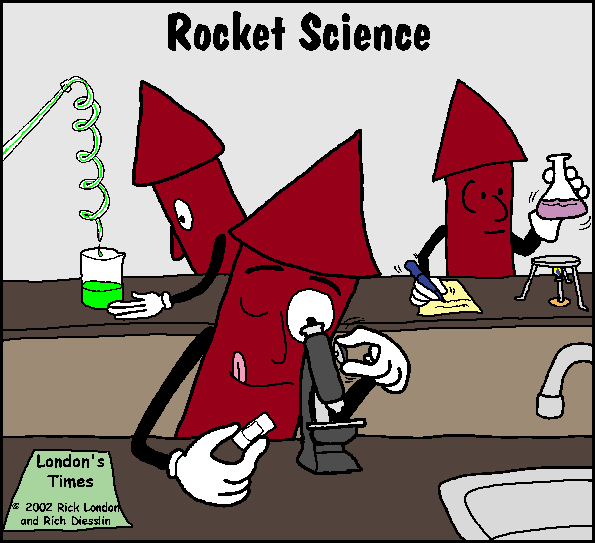 Rocket Science
London's
Times
© 2002 Rick London
and Rich Diesslin